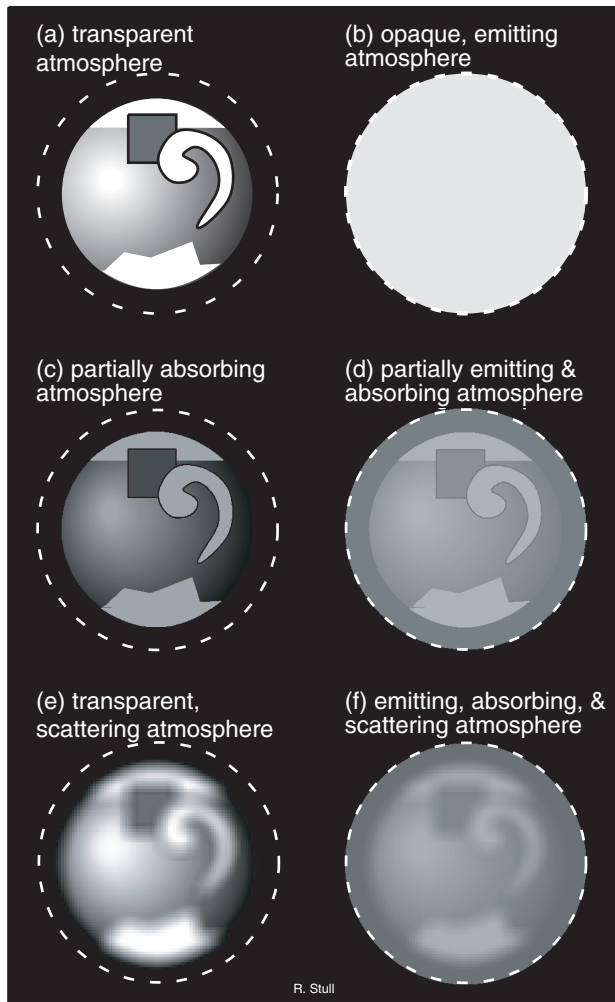 (a) transparent
atmosphere
(b) opaque, emitting
atmosphere
(c) partially absorbing
atmosphere
(d) partially emitting &
absorbing atmosphere
(e) transparent,
scattering atmosphere
(f) emitting, absorbing, &
scattering atmosphere
R. Stull